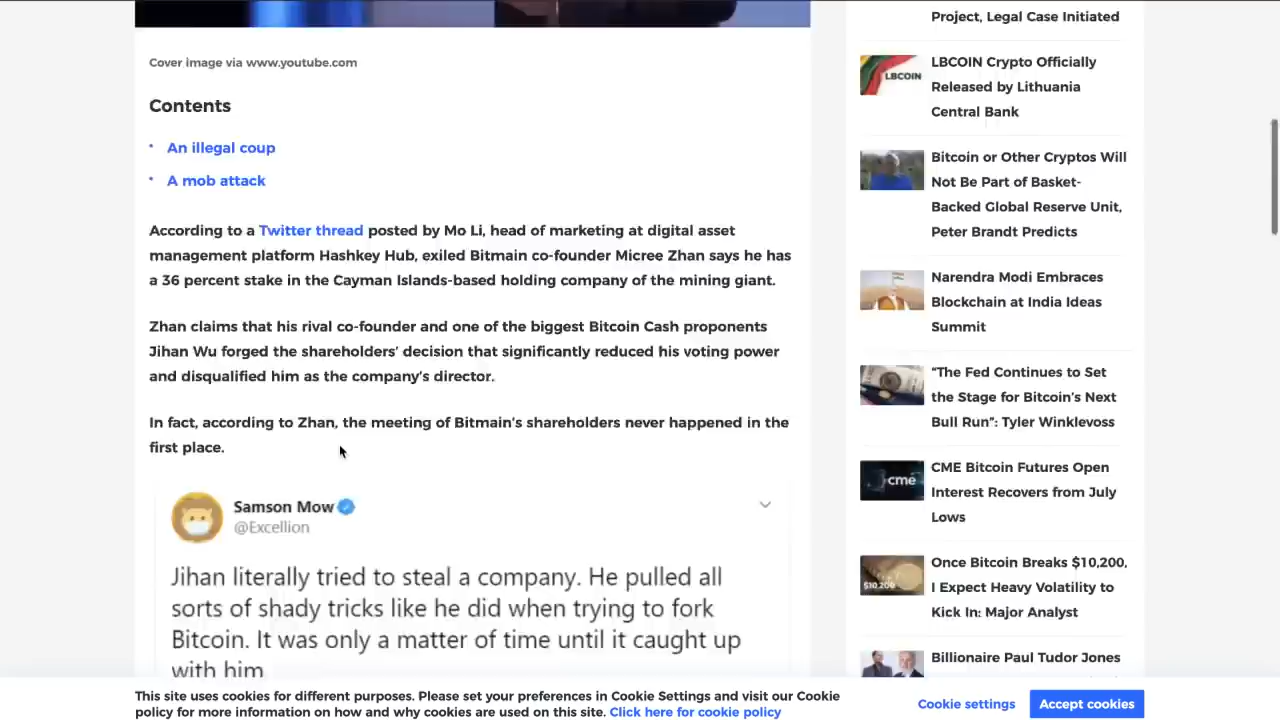 Cover image via www.youtube.com
Contents
An illegal coup
A mob attack
According to a Twitter thread posted by Mo Li, head of marketing at digital asset
management platform Hashkey Hub, exiled Bitmain co-founder Micree Zhan says he has
a 36 percent stake in the Cayman Islands-based holding company of the mining giant.
Zhan claims that his rival co-founder and one of the biggest Bitcoin Cash proponents
Jihan Wu forged the shareholders’ decision that significantly reduced his voting power
and disqualified him as the company’s director.
In fact, according to Zhan, the meeting of Bitmain’s shareholders never happened in the
first place.
Samson Mow
@Excellion
Jihan literally tried to steal a company. He pulled all
sorts of shady tricks like he did when trying to fork
Bitcoin. It was only a matter of time until it caught up
with him
Project, Legal Case Initiated
LBCOIN
LBCOIN Crypto Officially
Released by Lithuania
Central Bank
Bitcoin or Other Cryptos Will
Not Be Part of Basket-
Backed Global Reserve Unit,
Peter Brandt Predicts
Narendra Modi Embraces
Blockchain at India Ideas
Summit
“The Fed Continues to Set
the Stage for Bitcoin’s Next
Bull Run”: Tyler Winklevoss
cme
CME Bitcoin Futures Open
Interest Recovers from July
Lows
$10,200
Once Bitcoin Breaks $10,200,
I Expect Heavy Volatility to
Kick In: Major Analyst
Billionaire Paul Tudor Jones
This site uses cookies for different purposes. Please set your preferences in Cookie Settings and visit our Cookie
policy for more information on how and why cookies are used on this site. Click here for cookie policy
Cookie settings
Accept cookies